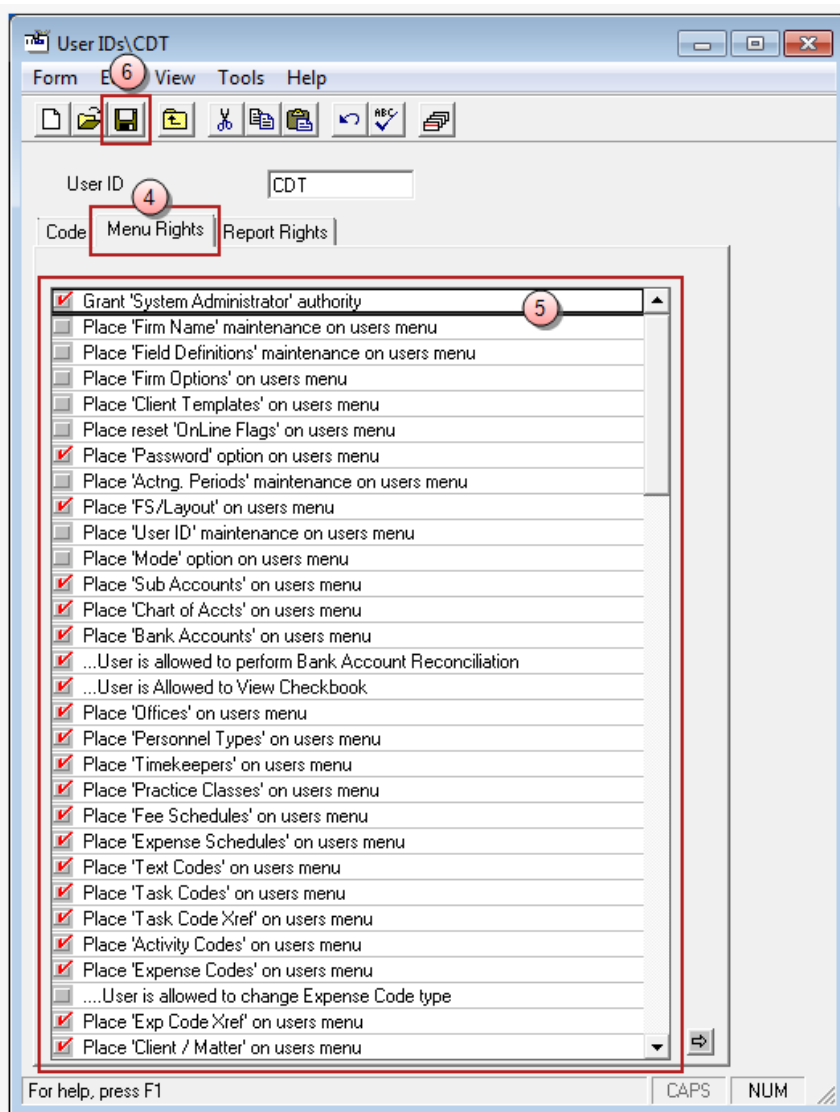 User IDs\CDT
Form E View Tools Help
6
ABC
User ID CDT
4
Code Menu Rights Report Rights
Grant 'System Administrator' authority
5
Place 'Firm Name' maintenance on users menu
Place 'Field Definitions' maintenance on users menu
Place 'Firm Options' on users menu
Place 'Client Templates' on users menu
Place reset 'OnLine Flags' on users menu
Place 'Password' option on users menu
Place 'Actng. Periods' maintenance on users menu
Place 'FS/Layout' on users menu
Place 'User ID' maintenance on users menu
Place 'Mode' option on users menu
Place 'Sub Accounts' on users menu
Place 'Chart of Accts' on users menu
Place 'Bank Accounts' on users menu
...User is allowed to perform Bank Account Reconciliation
...User is Allowed to View Checkbook
Place 'Offices' on users menu
Place 'Personnel Types' on users menu
Place 'Timekeepers' on users menu
Place 'Practice Classes' on users menu
Place 'Fee Schedules' on users menu
Place 'Expense Schedules' on users menu
Place 'Text Codes' on users menu
Place 'Task Codes' on users menu
Place 'Task Code Xref' on users menu
Place 'Activity Codes' on users menu
Place 'Expense Codes' on users menu
....User is allowed to change Expense Code type
Place 'Exp Code Xref' on users menu
Place 'Client / Matter' on users menu
For help, press F1 CAPS NUM